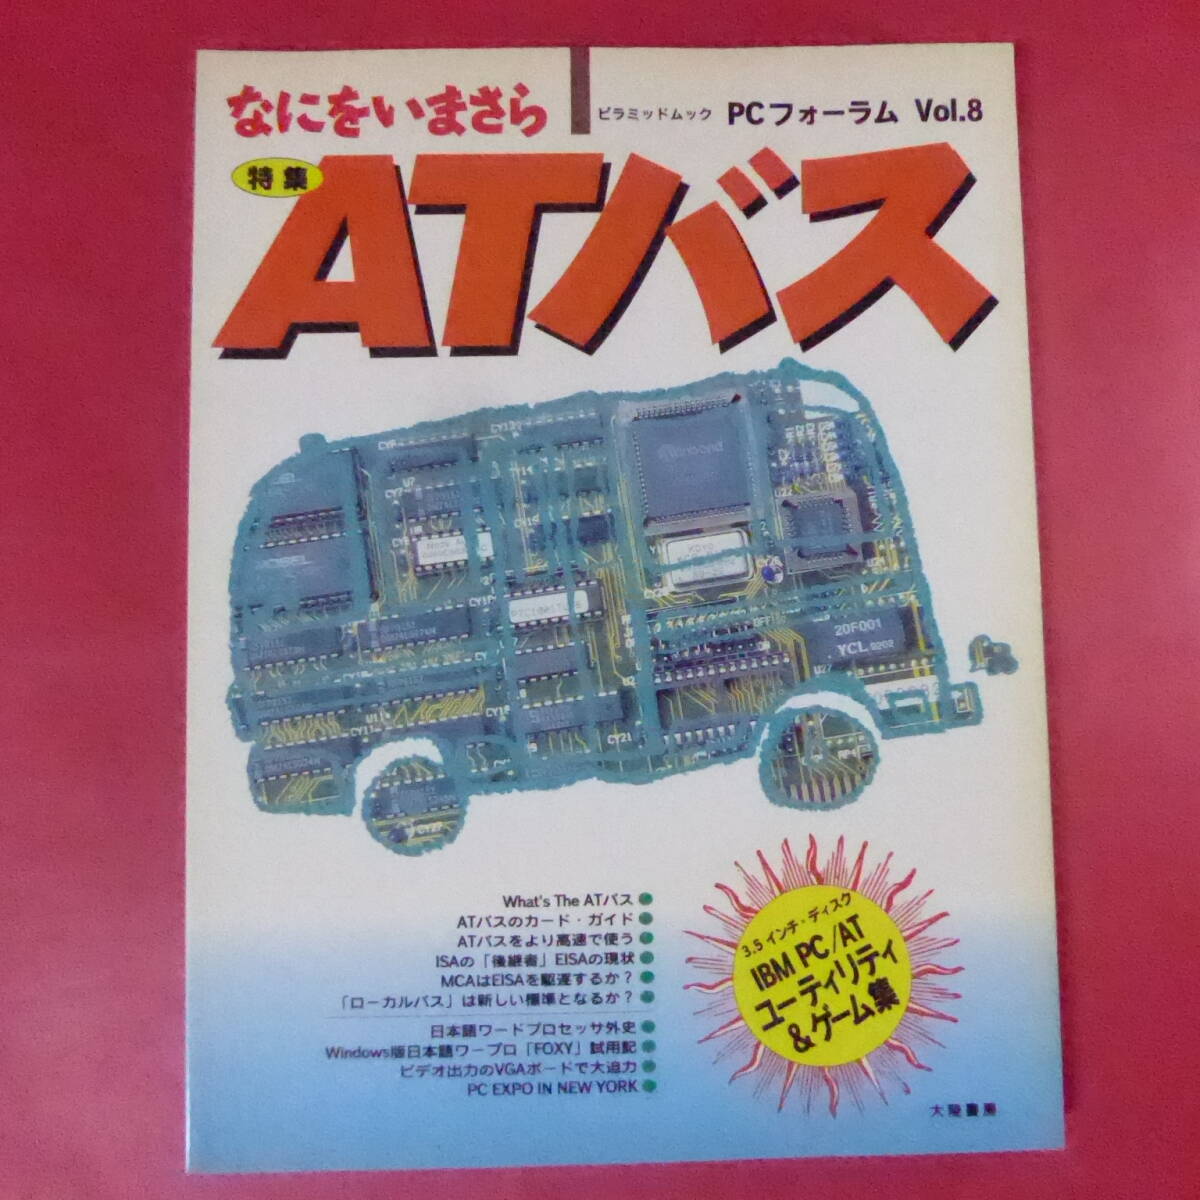 なにをいまさら
ピラミッドムック PCフォーラム Vol.8
特集
ATバス
What's The ATバス
ATバスのカード・ガイド
ATバスをより高速で使う
ISAの「後継者」EISAの現状
MCAはEISAを駆逐するか?
「ローカルバス」は新しい標準となるか?
日本語ワードプロセッサ外史
Windows版日本語ワープロ「FOXY」試用記
ビデオ出力のVGAボードで大迫力
PC EXPO IN NEW YORK
3.5インチ・ディスク
IBM PC/AT
ユーティリティ
&ゲーム集
大陸書房
Winbond
KOYO
20F001
YCL 9202
U22
U27
CY21
CY27